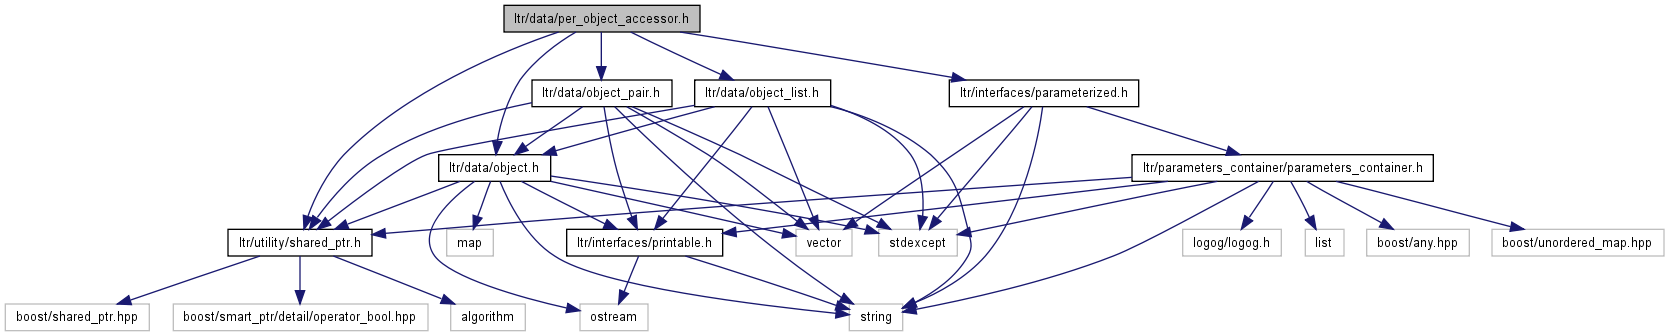 ltr/data/per_object_accessor.h
ltr/data/object_pair.h
ltr/data/object_list.h
ltr/interfaces/parameterized.h
ltr/data/object.h
ltr/parameters_container/parameters_container.h
ltr/utility/shared_ptr.h
map
ltr/interfaces/printable.h
vector
stdexcept
logog/logog.h
list
boost/any.hpp
boost/unordered_map.hpp
boost/shared_ptr.hpp
boost/smart_ptr/detail/operator_bool.hpp
algorithm
ostream
string